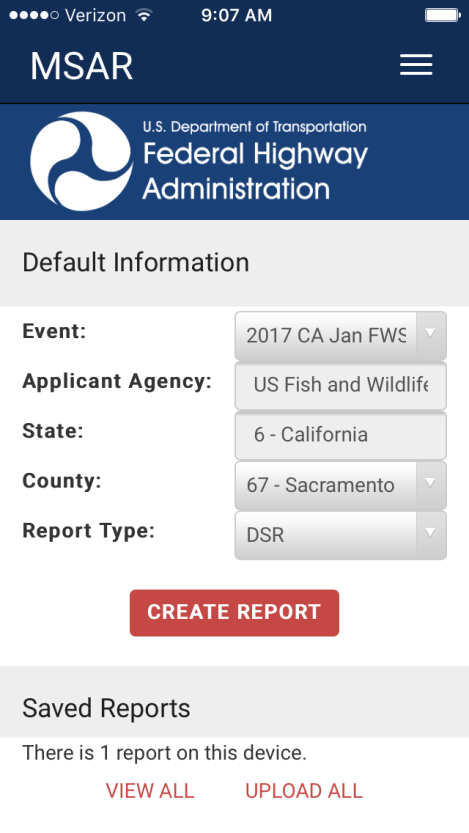 Verizon 9:07 AM
MSAR
U.S. Department of Transportation
Federal Highway
Administration
Default Information
Event: 2017 CA Jan FWS
Applicant Agency: US Fish and Wildlife
State: 6 - California
County: 67 - Sacramento
Report Type: DSR
CREATE REPORT
Saved Reports
There is 1 report on this device.
VIEW ALL UPLOAD ALL